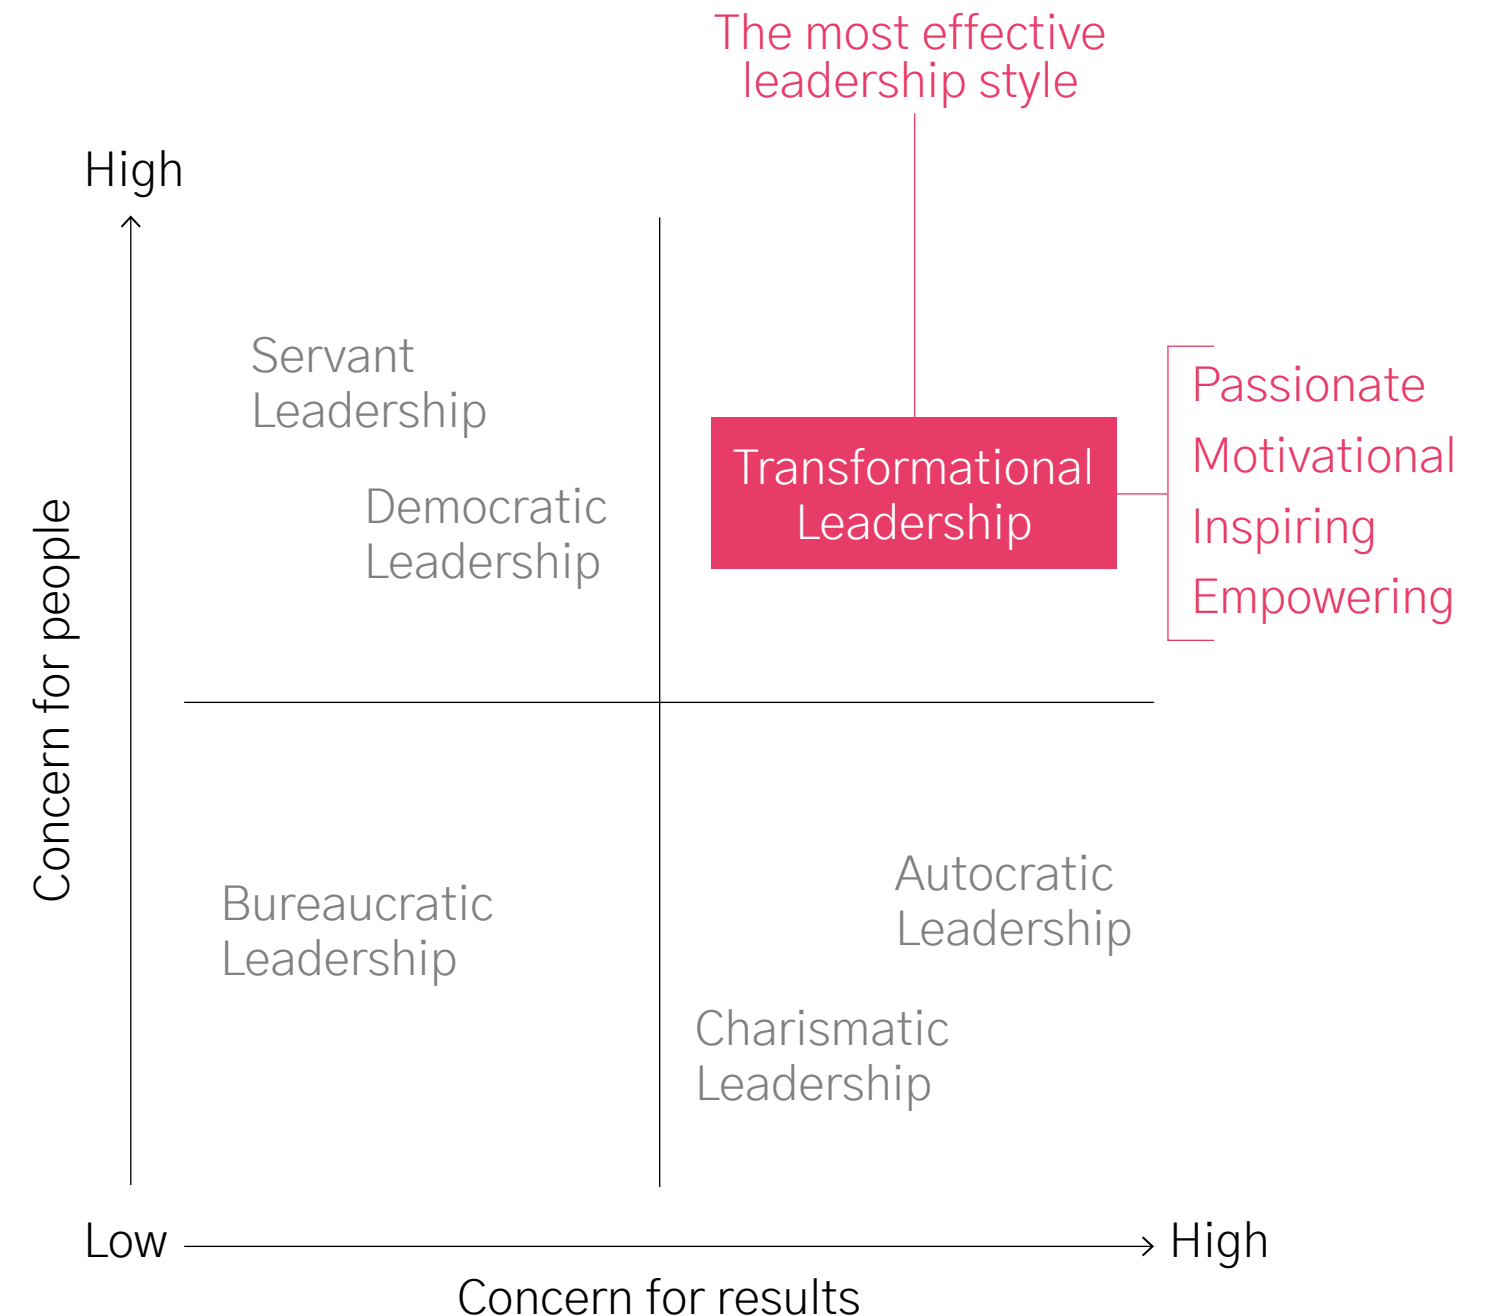 The most effective
leadership style
High
Servant
Leadership
Democratic
Leadership
Transformational
Leadership
Passionate
Motivational
Inspiring
Empowering
Concern for people
Bureaucratic
Leadership
Autocratic
Leadership
Charismatic
Leadership
Low
High
Concern for results